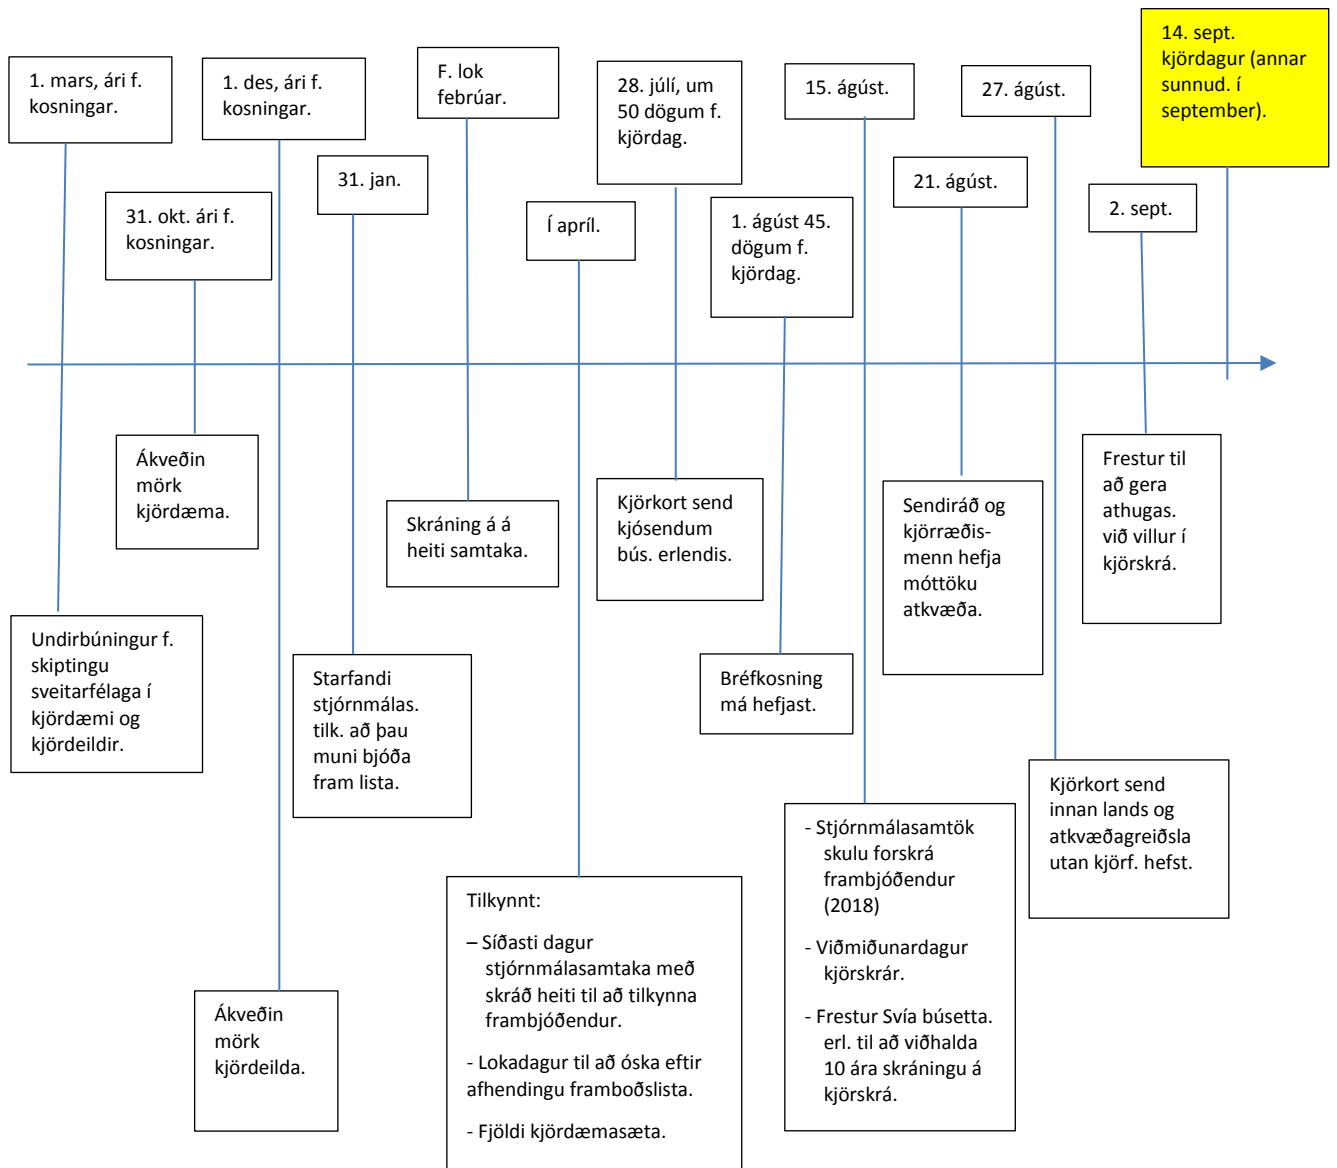 1. mars, ári f.
kosningar.
31. okt. ári f.
kosningar.
1. des, ári f.
kosningar.
31. jan.
F. lok
febrúar.
Í apríl.
28. júlí, um
50 dögum f.
kjördag.
1. ágúst 45.
dögum f.
kjördag.
15. ágúst.
21. ágúst.
27. ágúst.
2. sept.
14. sept.
kjördagur (annar
sunnud. í
september).
Undirbúningur f.
skiptingu
sveitarfélaga í
kjördæmi og
kjördeildir.
Ákveðin
mörk
kjördæma.
Ákveðin
mörk
kjördeilda.
Starfandi
stjórnmálas.
tilk. að þau
muni bjóða
fram lista.
Skráning á á
heiti samtaka.
Tilkynnt:
– Síðasti dagur
stjórnmálasamtaka með
skráð heiti til að tilkynna
frambjóðendur.
- Lokadagur til að óska eftir
afhendingu framboðslista.
- Fjöldi kjördæmasæta.
Kjörkort send
kjósendum
bús. erlendis.
Bréfkosning
má hefjast.
- Stjórnmálasamtök
skulu forskrá
frambjóðendur
(2018)
- Viðmiðunardagur
kjörskrár.
- Frestur Svía búsetta.
erl. til að viðhalda
10 ára skráningu á
kjörskrá.
Sendiráð og
kjörræðis-
menn hefja
móttöku
atkvæða.
Kjörkort send
innan lands og
atkvæðagreiðsla
utan kjörf. hefst.
Frestur til
að gera
athugas.
við villur í
kjörskrá.